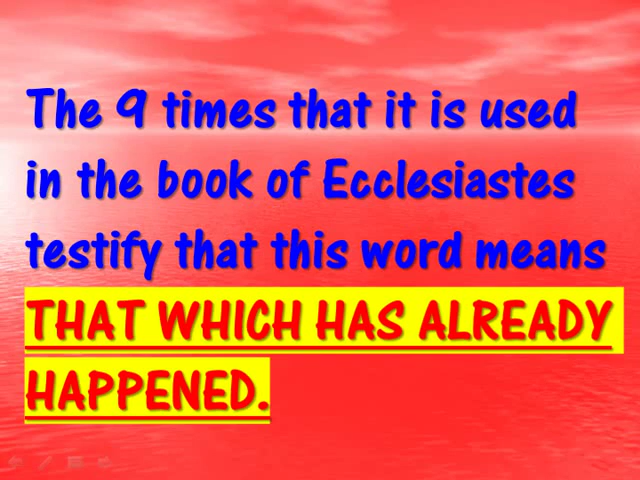 The 9 times that it is used
in the book of Ecclesiastes
testify that this word means
THAT WHICH HAS ALREADY
HAPPENED.